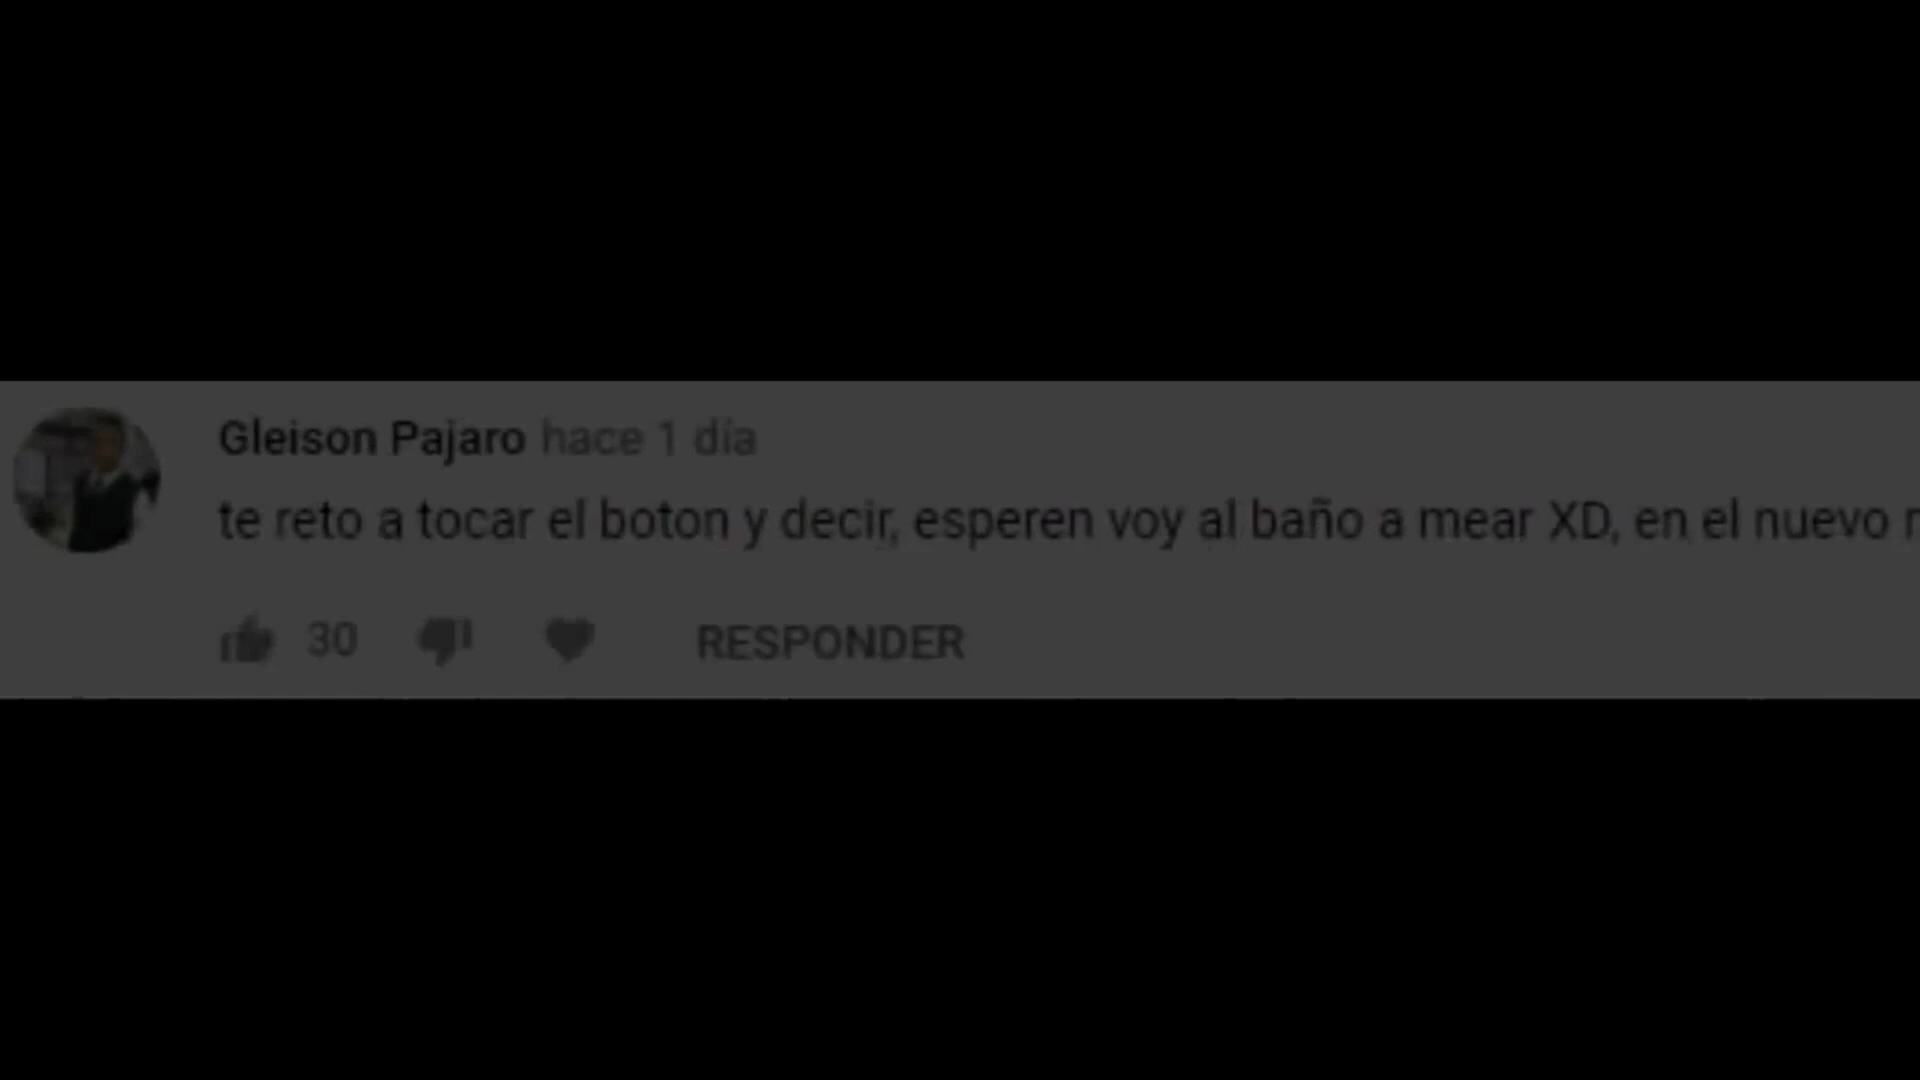 Gleison Pajaro hace 1 día
te reto a tocar el boton y decir, esperen voy al baño a mear XD, en el nuevo
30 RESPONDER